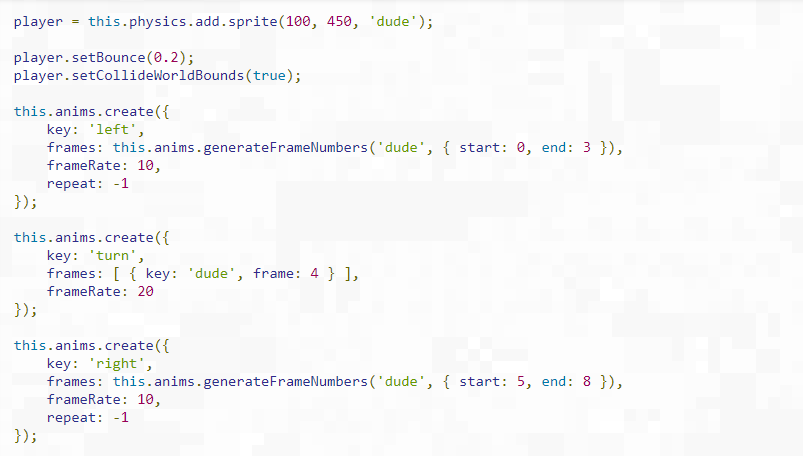 player = this.physics.add.sprite(100, 450, 'dude');
player.setBounce(0.2);
player.setCollideWorldBounds(true);
this.anims.create({
    key: 'left',
    frames: this.anims.generateFrameNumbers('dude', { start: 0, end: 3 }),
    frameRate: 10,
    repeat: -1
});
this.anims.create({
    key: 'turn',
    frames: [ { key: 'dude', frame: 4 } ],
    frameRate: 20
});
this.anims.create({
    key: 'right',
    frames: this.anims.generateFrameNumbers('dude', { start: 5, end: 8 }),
    frameRate: 10,
    repeat: -1
});